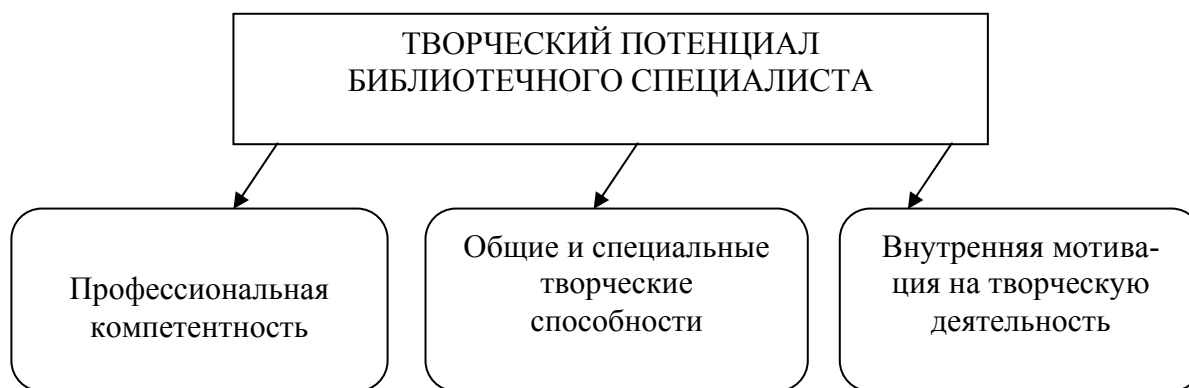 ТВОРЧЕСКИЙ ПОТЕНЦИАЛ
БИБЛИОТЕЧНОГО СПЕЦИАЛИСТА
Профессиональная
компетентность
Общие и специальные
творческие
способности
Внутренняя мотива-
ция на творческую
деятельность